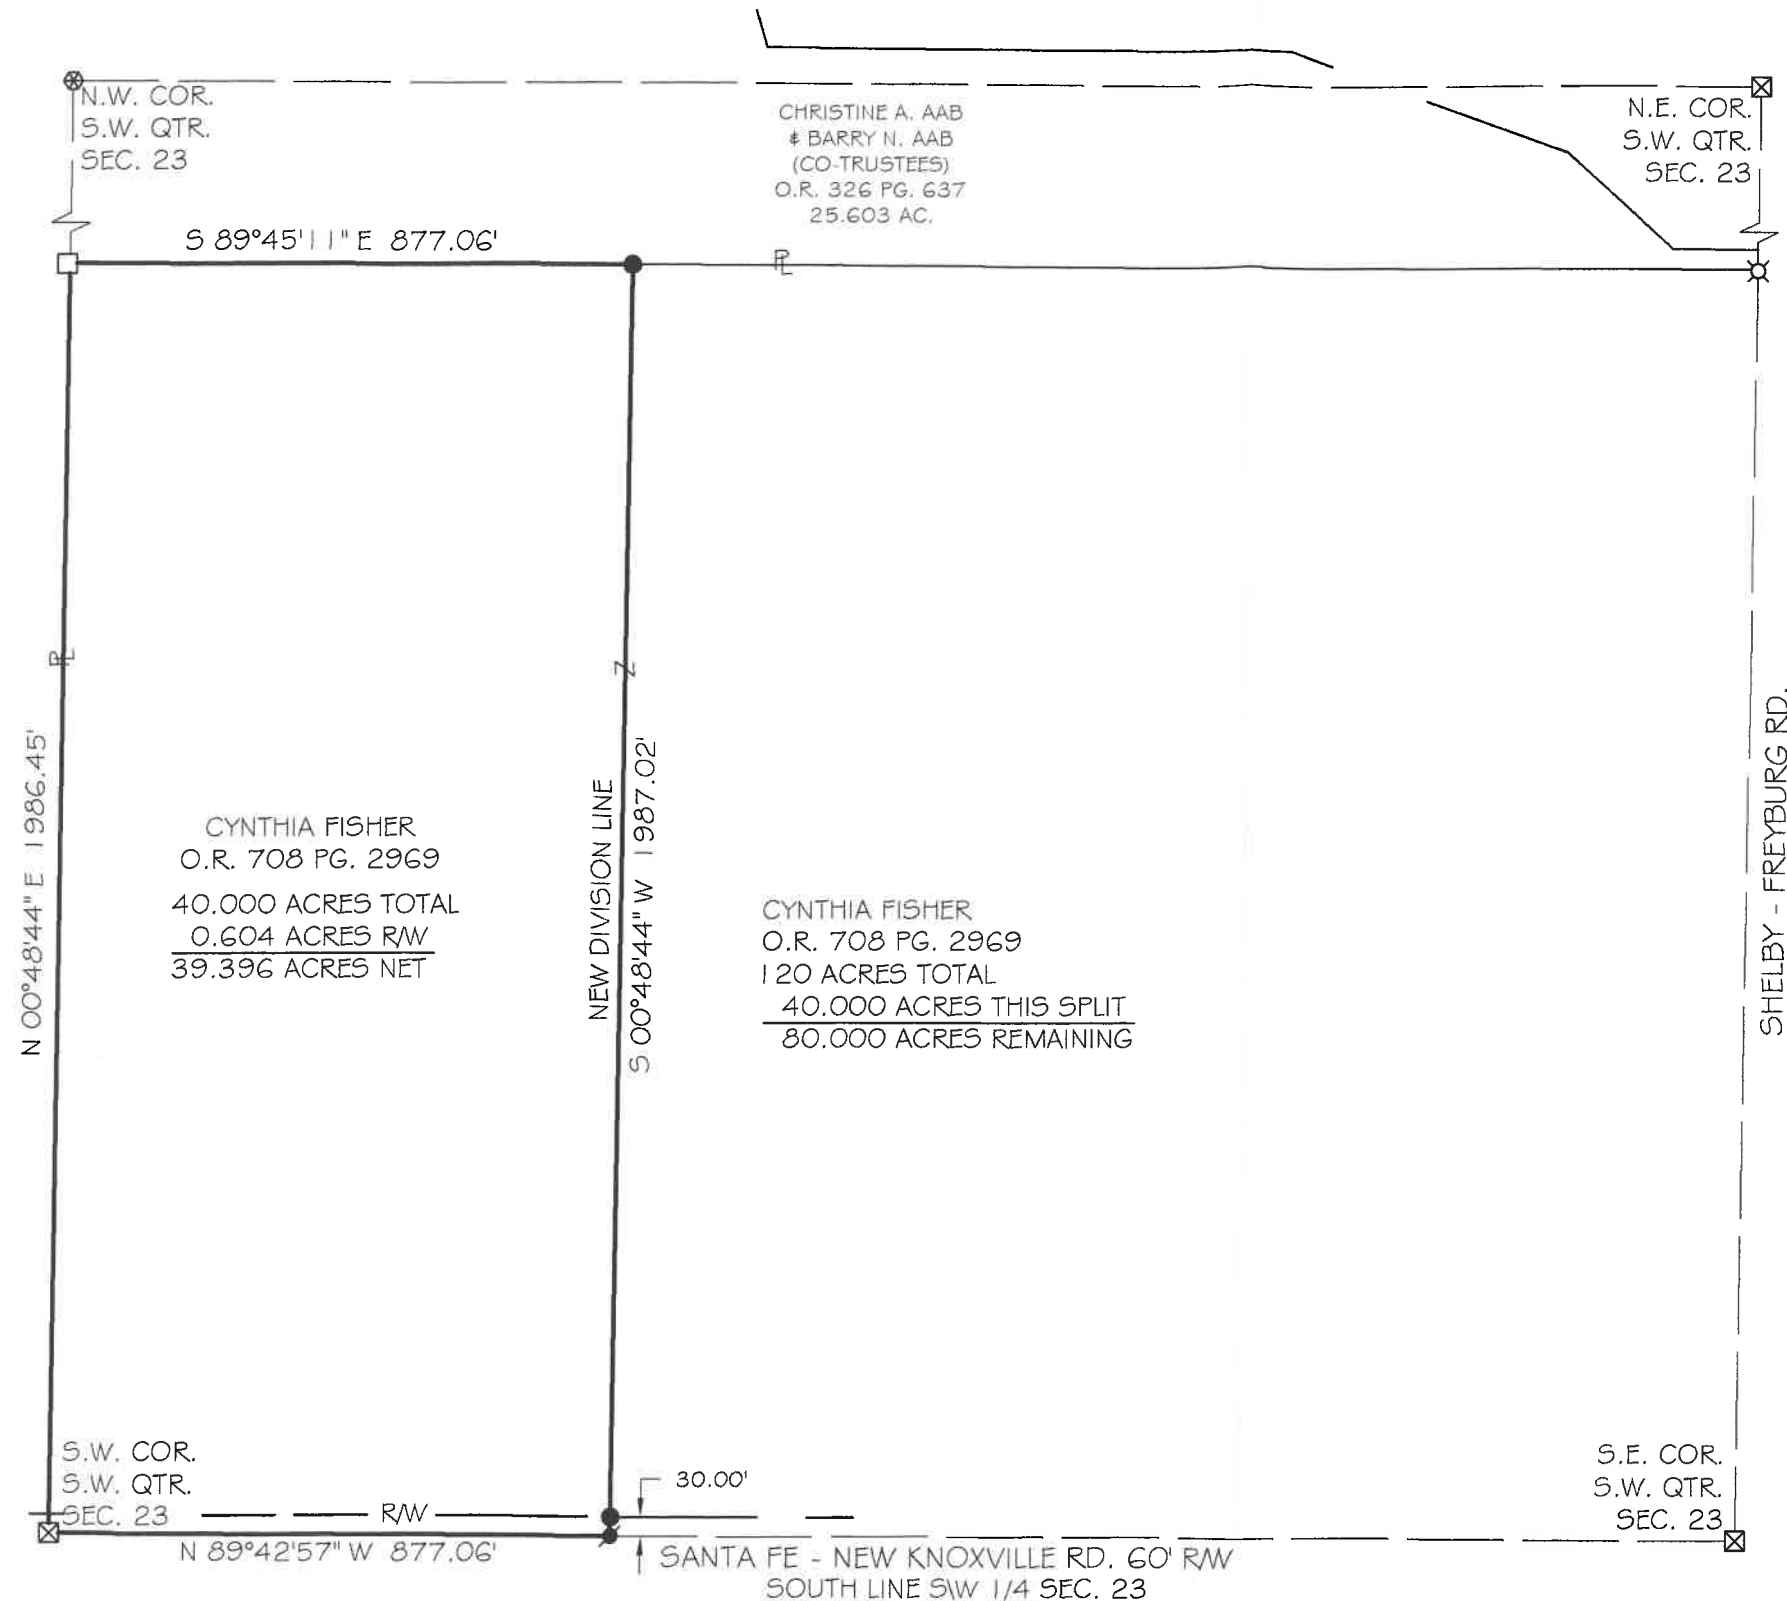 N.W. COR.
S.W. QTR.
SEC. 23
CHRISTINE A. AAB
& BARRY N. AAB
(CO-TRUSTEES)
O.R. 326 PG. 637
25.603 AC.
N.E. COR.
S.W. QTR.
SEC. 23
S 89°45'11" E 877.06'
PL
PL
N 00°48'44" E 1986.45'
CYNTHIA FISHER
O.R. 708 PG. 2969
40.000 ACRES TOTAL
0.604 ACRES R/W
39.396 ACRES NET
NEW DIVISION LINE
S 00°48'44" W 1987.02'
CYNTHIA FISHER
O.R. 708 PG. 2969
120 ACRES TOTAL
40.000 ACRES THIS SPLIT
80.000 ACRES REMAINING
SHELBY - FREYBURG RD.
S.W. COR.
S.W. QTR.
SEC. 23
R/W
30.00'
S.E. COR.
S.W. QTR.
SEC. 23
N 89°42'57" W 877.06'
SANTA FE - NEW KNOXVILLE RD. 60' R/W
SOUTH LINE SW 1/4 SEC. 23